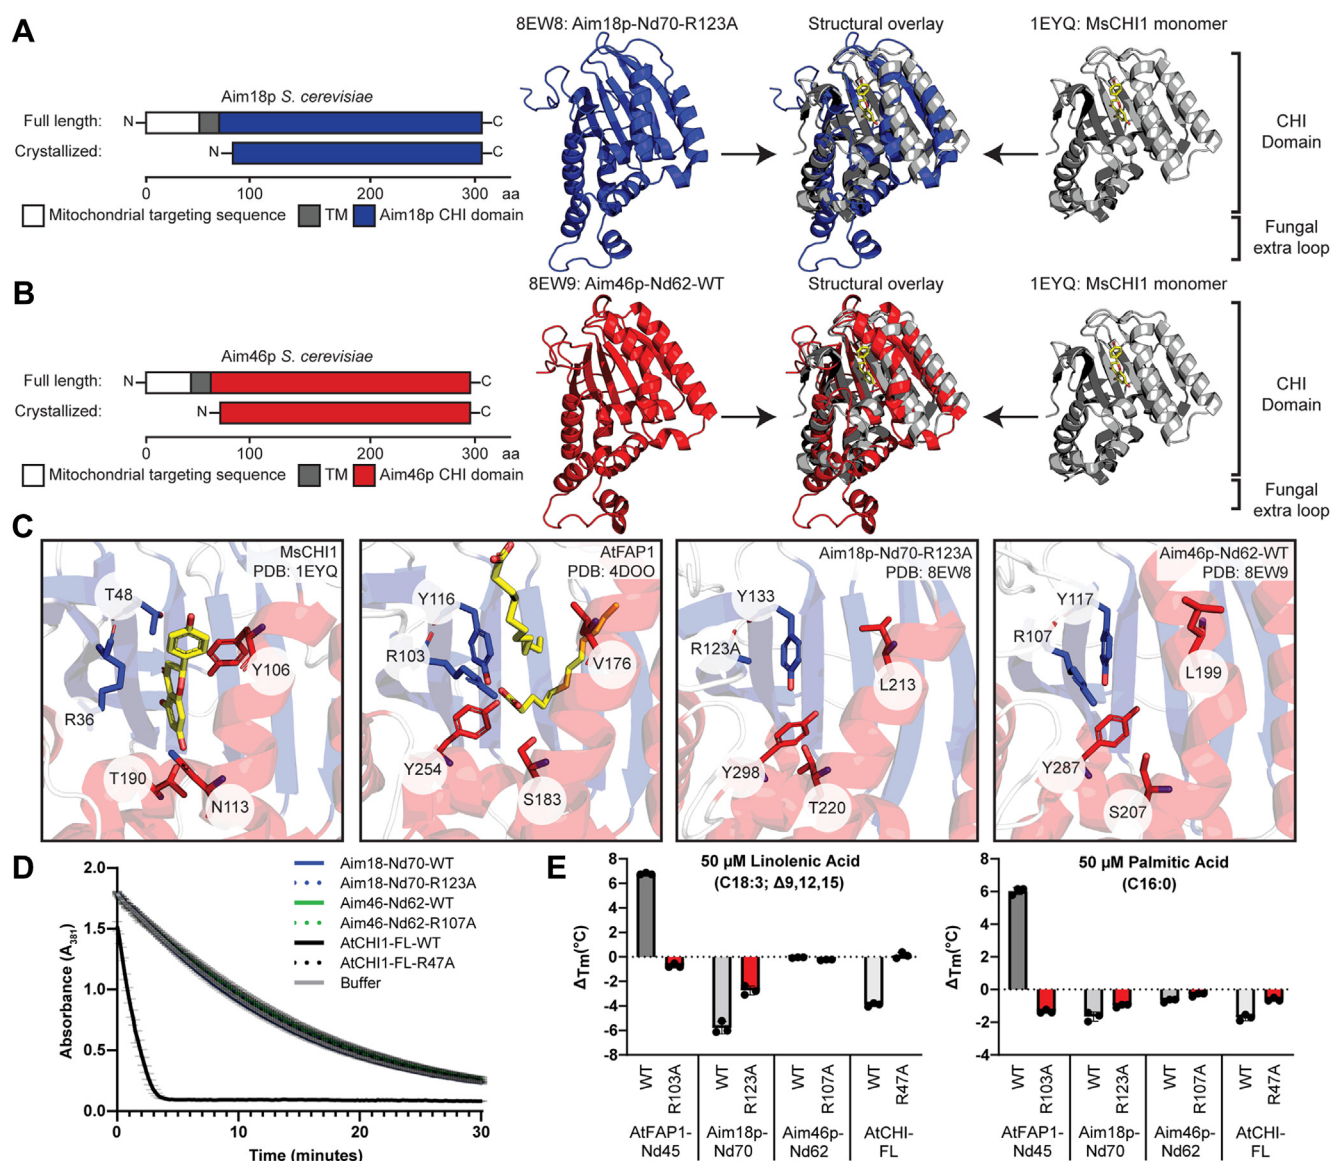 A
Aim18p S. cerevisiae
Full length:
N
C
Crystallized:
N
C
0 100 200 300 aa
Mitochondrial targeting sequence TM Aim18p CHI domain
8EW8: Aim18p-Nd70-R123A
Structural overlay
1EYQ: MsCHI1 monomer
CHI
Domain
Fungal
extra loop
B
Aim46p S. cerevisiae
Full length:
N
C
Crystallized:
N
C
0 100 200 300 aa
Mitochondrial targeting sequence TM Aim46p CHI domain
8EW9: Aim46p-Nd62-WT
Structural overlay
1EYQ: MsCHI1 monomer
CHI
Domain
Fungal
extra loop
C
MsCHI1
PDB: 1EYQ
T48
Y106
R36
T190
N113
AtFAP1
PDB: 4DOO
Y116
R103
V176
Y254
S183
Aim18p-Nd70-R123A
PDB: 8EW8
Y133
R123A
L213
Y298
T220
Aim46p-Nd62-WT
PDB: 8EW9
Y117
R107
L199
Y287
S207
D
Absorbance (A381)
2.0
1.5
1.0
0.5
0.0
0 10 20 30
Time (minutes)
Aim18-Nd70-WT
Aim18-Nd70-R123A
Aim46-Nd62-WT
Aim46-Nd62-R107A
AtCHI1-FL-WT
AtCHI1-FL-R47A
Buffer
E
50 µM Linolenic Acid
(C18:3; Δ9,12,15)
ΔTm(°C)
8
6
4
2
0
-2
-4
-6
-8
WT R103A WT R123A WT R107A WT R47A
AtFAP1- Aim18p- Aim46p- AtCHI-
Nd45 Nd70 Nd62 FL
50 µM Palmitic Acid
(C16:0)
ΔTm(°C)
8
6
4
2
0
-2
-4
WT R103A WT R123A WT R107A WT R47A
AtFAP1- Aim18p- Aim46p- AtCHI-
Nd45 Nd70 Nd62 FL